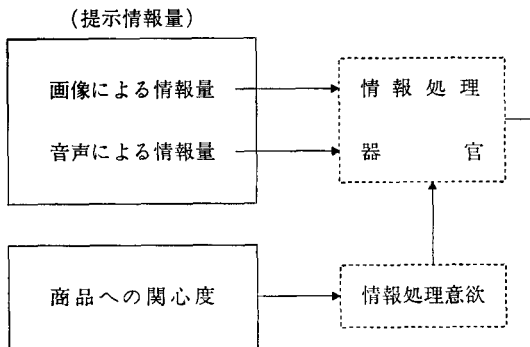 (提示情報量)
画像による情報量
情報処理
音声による情報量
器官
商品への関心度
情報処理意欲